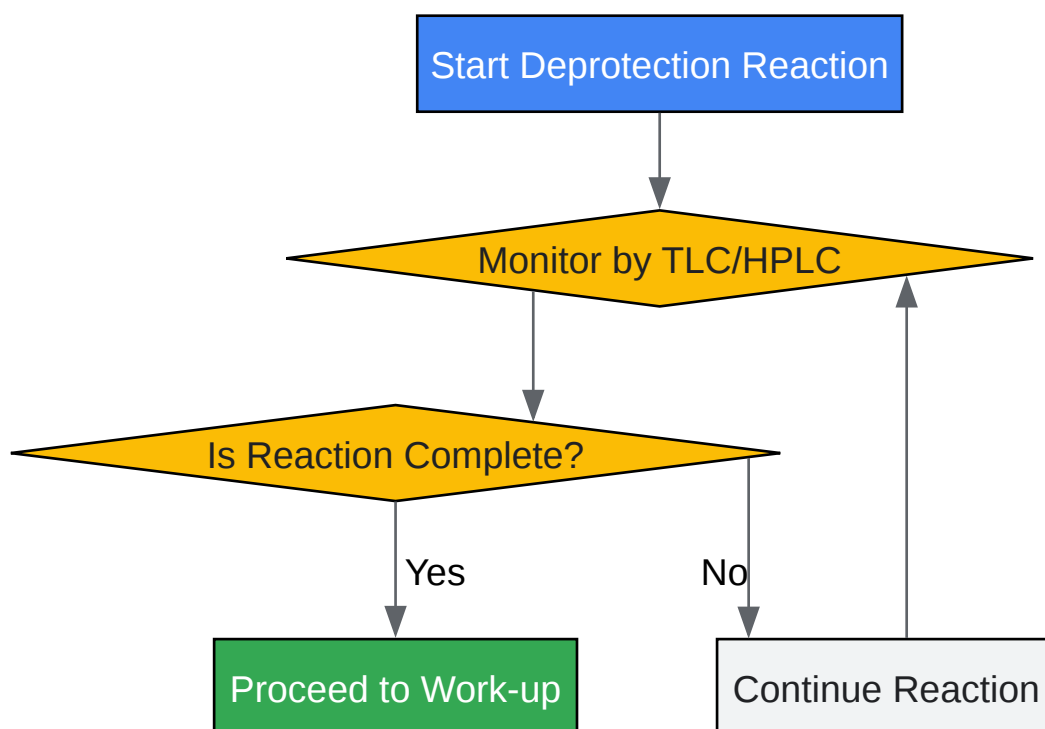 Start Deprotection Reaction
Monitor by TLC/HPLC
Is Reaction Complete?
Yes
No
Proceed to Work-up
Continue Reaction